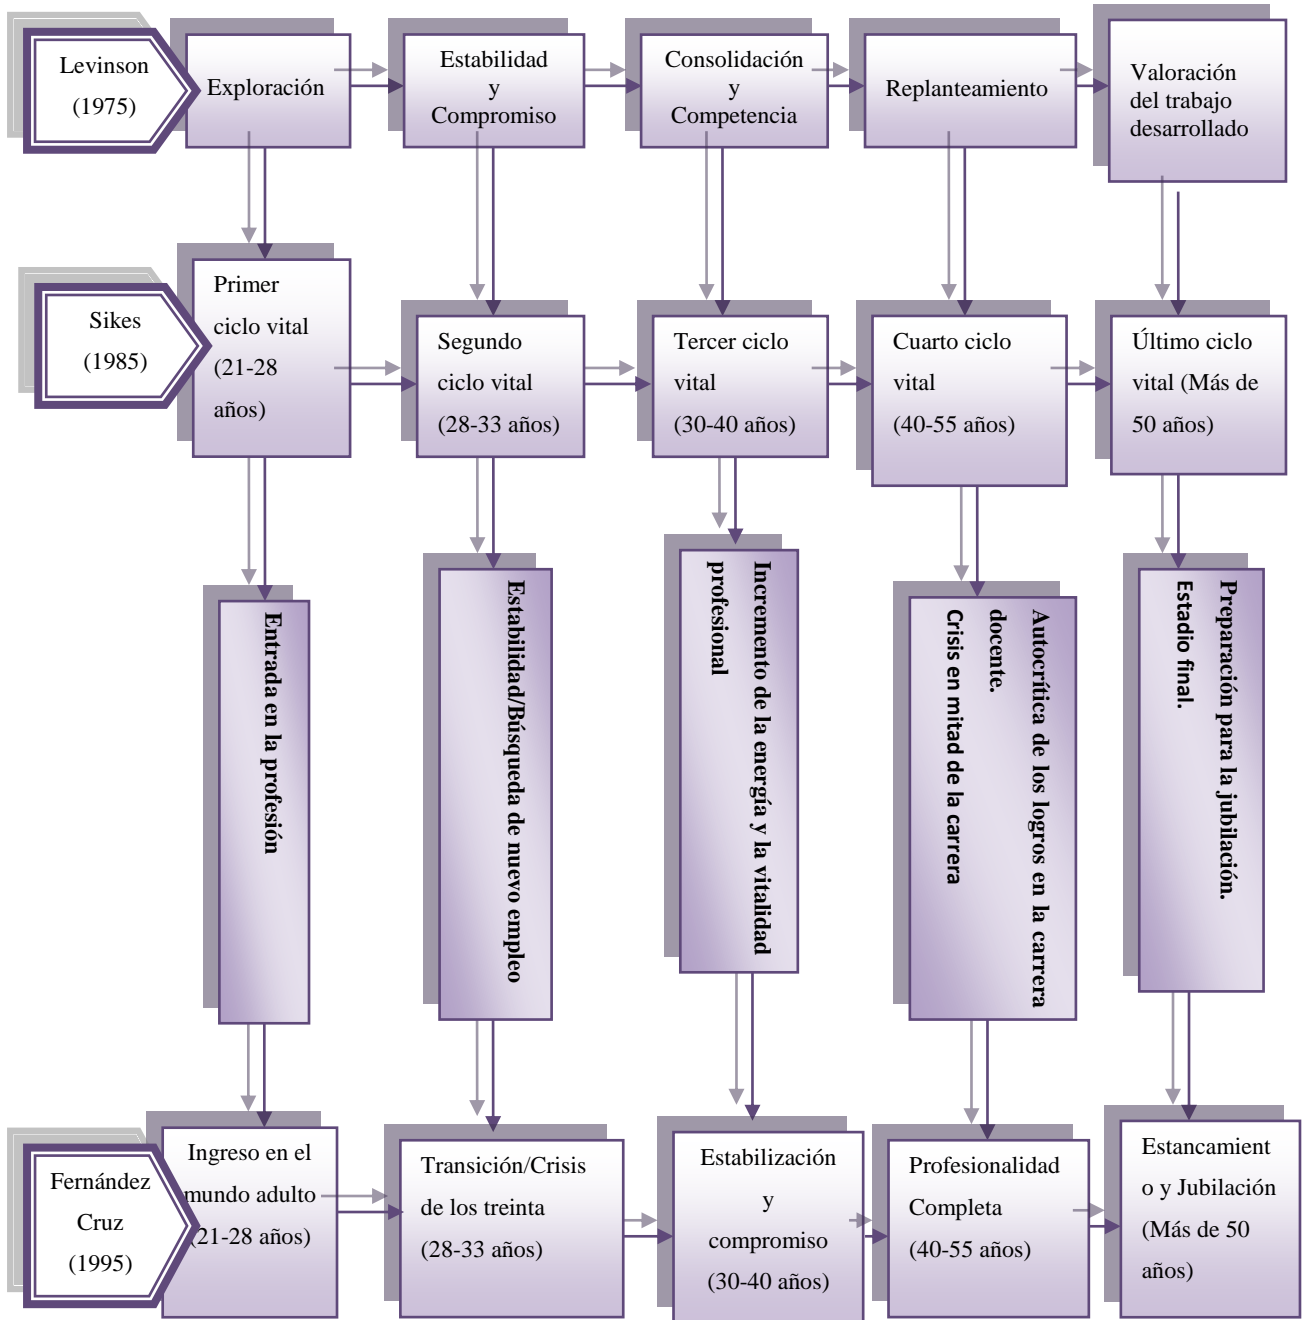 Levinson
(1975)
Exploración
Estabilidad
y
Compromiso
Consolidación
y
Competencia
Replanteamiento
Valoración
del trabajo
desarrollado
Sikes
(1985)
Primer
ciclo vital
(21-28
años)
Segundo
ciclo vital
(28-33 años)
Tercer ciclo
vital
(30-40 años)
Cuarto ciclo
vital
(40-55 años)
Último ciclo
vital (Más de
50 años)
Entrada en la profesión
Estabilidad/Búsqueda de nuevo empleo
Incremento de la energía y la vitalidad
profesional
Autocrítica de los logros en la carrera
docente.
Crisis en mitad de la carrera
Preparación para la jubilación.
Estadio final.
Fernández
Cruz
(1995)
Ingreso en el
mundo adulto
(21-28 años)
Transición/Crisis
de los treinta
(28-33 años)
Estabilización
y
compromiso
(30-40 años)
Profesionalidad
Completa
(40-55 años)
Estancamient
o y Jubilación
(Más de 50
años)